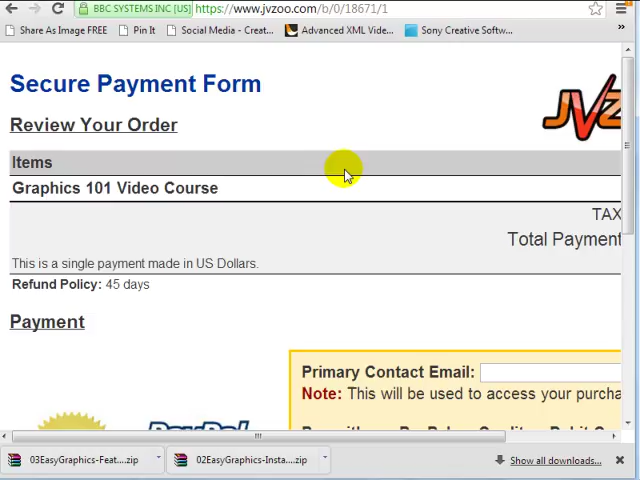 BBC SYSTEMS INC [US] https://www.jvzoo.com/b/0/18671/1
Share As Image FREE Pin It Social Media - Creat... Advanced XML Vide... Sony Creative Softw... »
Secure Payment Form
JVZ
Review Your Order
Items
Graphics 101 Video Course
TAX
Total Payment
This is a single payment made in US Dollars.
Refund Policy: 45 days
Payment
Primary Contact Email:
Note: This will be used to access your purcha
03EasyGraphics-Feat....zip 02EasyGraphics-Insta....zip Show all downloads...